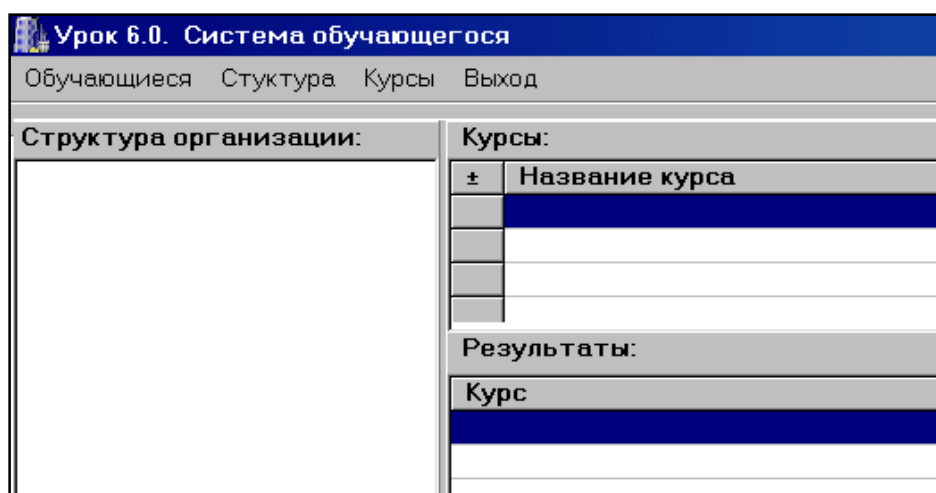 Урок 6.0. Система обучающегося
Обучающиеся Стуктура Курсы Выход
Структура организации:
Курсы:
± Название курса
Результаты:
Курс